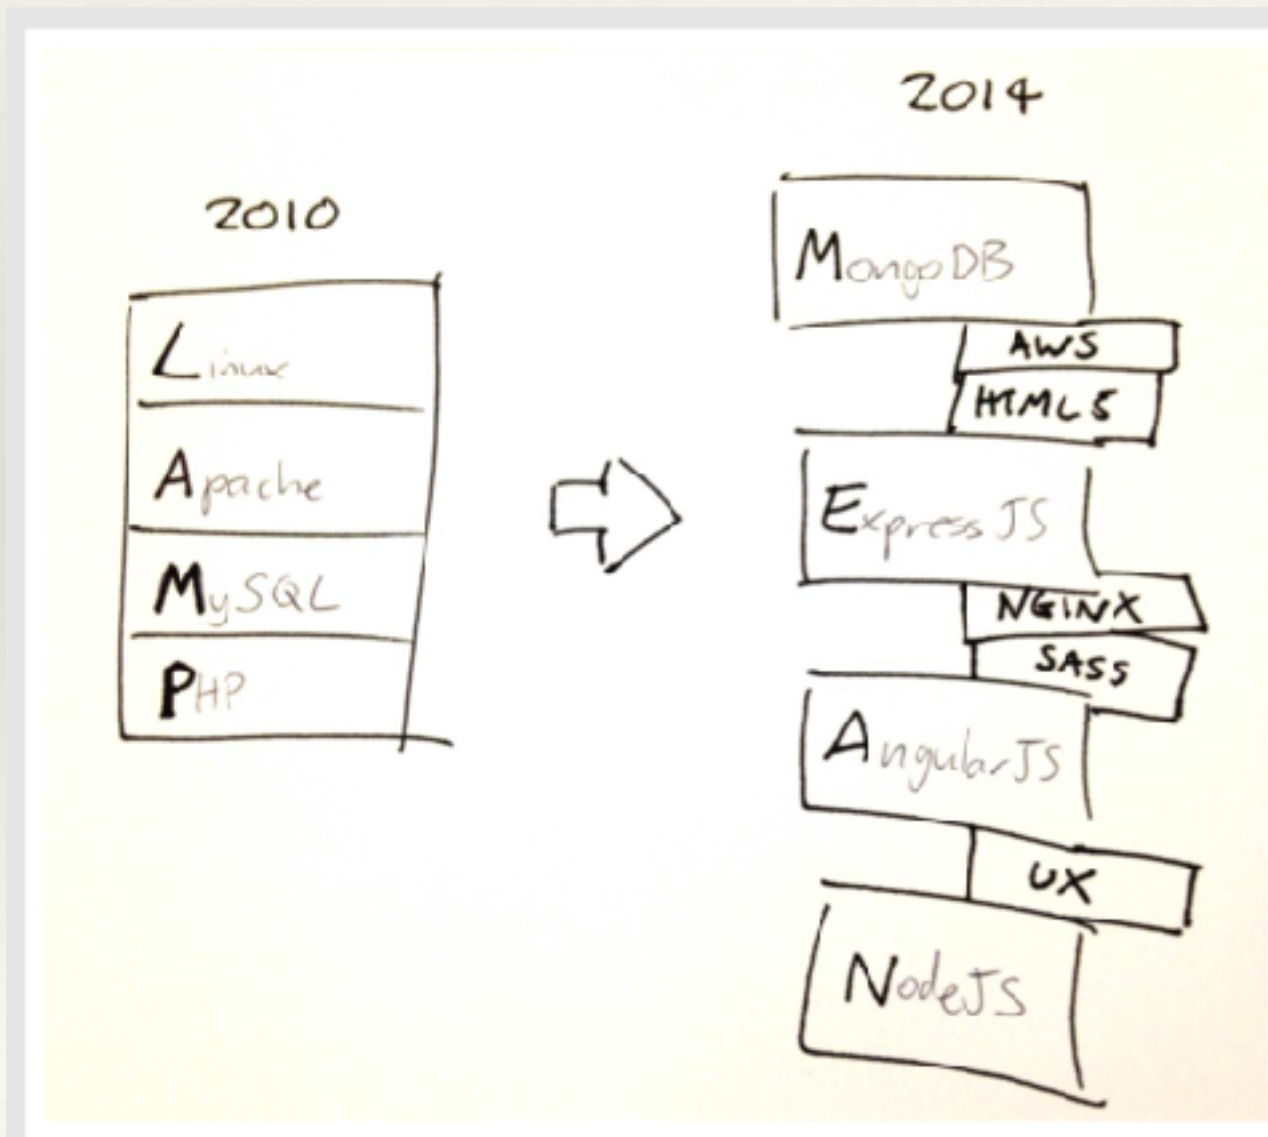 2010
Linux
Apache
MySQL
PHP
2014
MongoDB
AWS
HTML5
ExpressJS
NGINX
SASS
AngularJS
UX
NodeJS